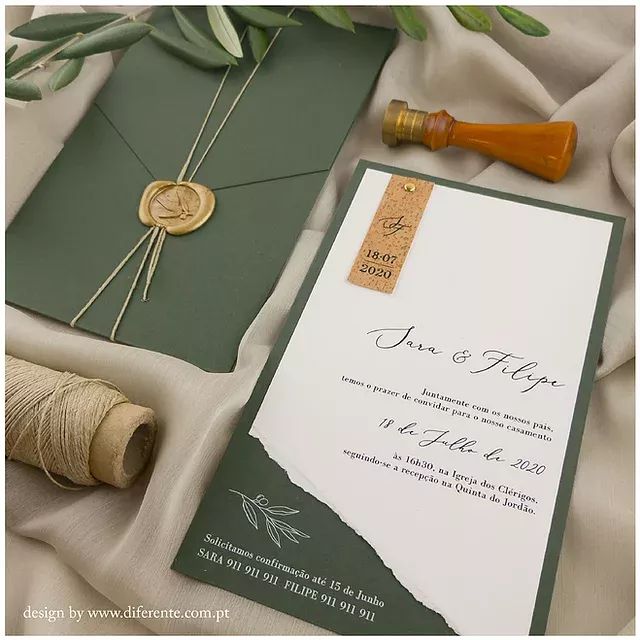 18·07
2020
Sara & Filipe
Juntamente com os nossos pais,
temos o prazer de convidar para o nosso casamento
18 de Julho de 2020
às 16h30, na Igreja dos Clérigos,
seguindo-se a recepção na Quinta do Jordão.
Solicitamos confirmação até 15 de Junho
SARA 911 911 911 FILIPE 911 911 911
design by www.diferente.com.pt